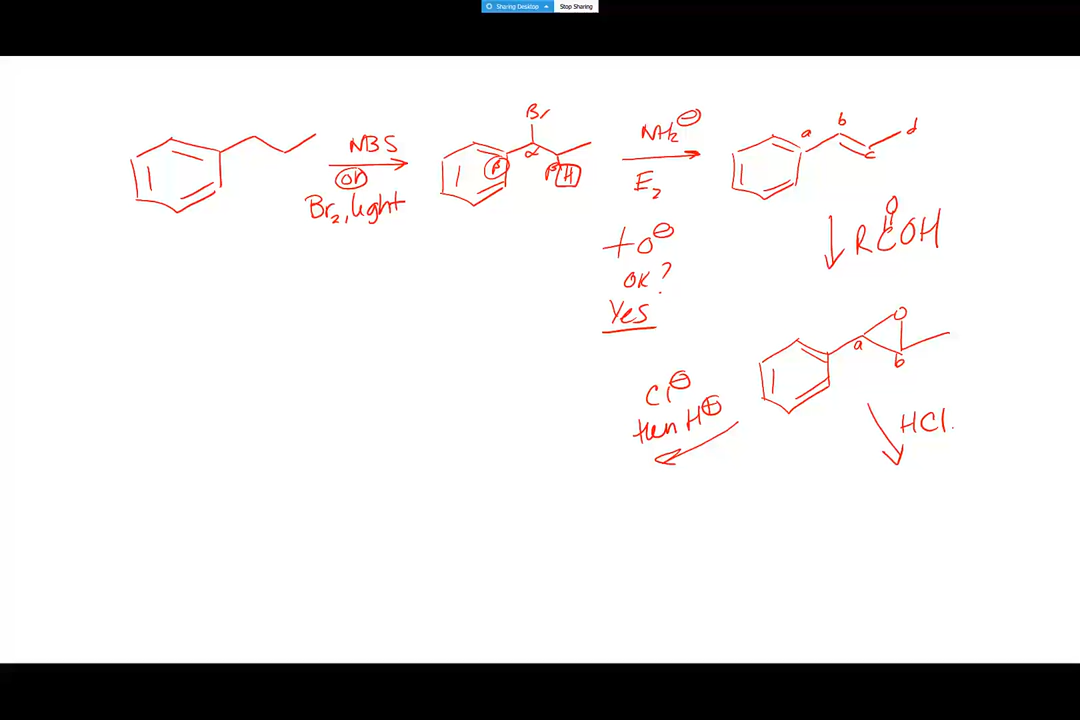 Sharing Desktop Stop Sharing
NBS
or
Br₂, light
Br
α
β
β
H
NH₂⊖
E₂
+O⊖
OK?
Yes
a
b
c
d
O
RCOH
O
a
b
Cl⊖
then H⊕
HCl.